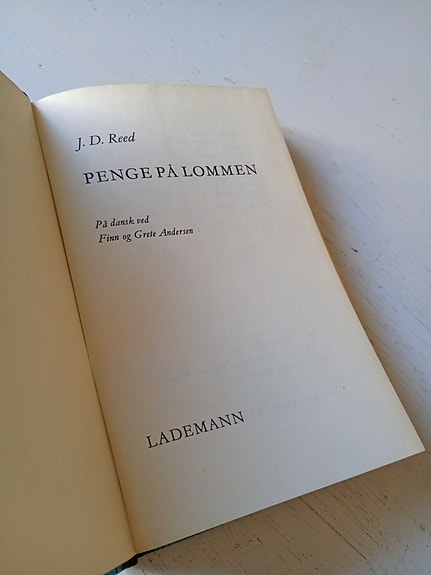 J. D. Reed
PENGE PÅ LOMMEN
På dansk ved
Finn og Grete Andersen
LADEMANN